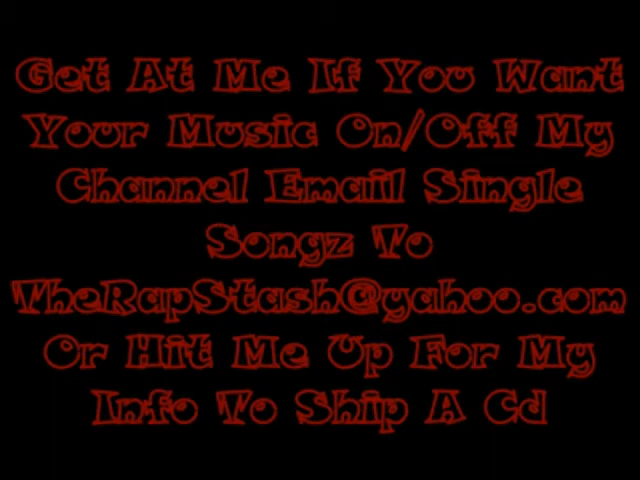 Get At Me If You Want
Your Music On/Off My
Channel Email Single
Songz To
TheRapStash@yahoo.com
Or Hit Me Up For My
Info To Ship A Cd